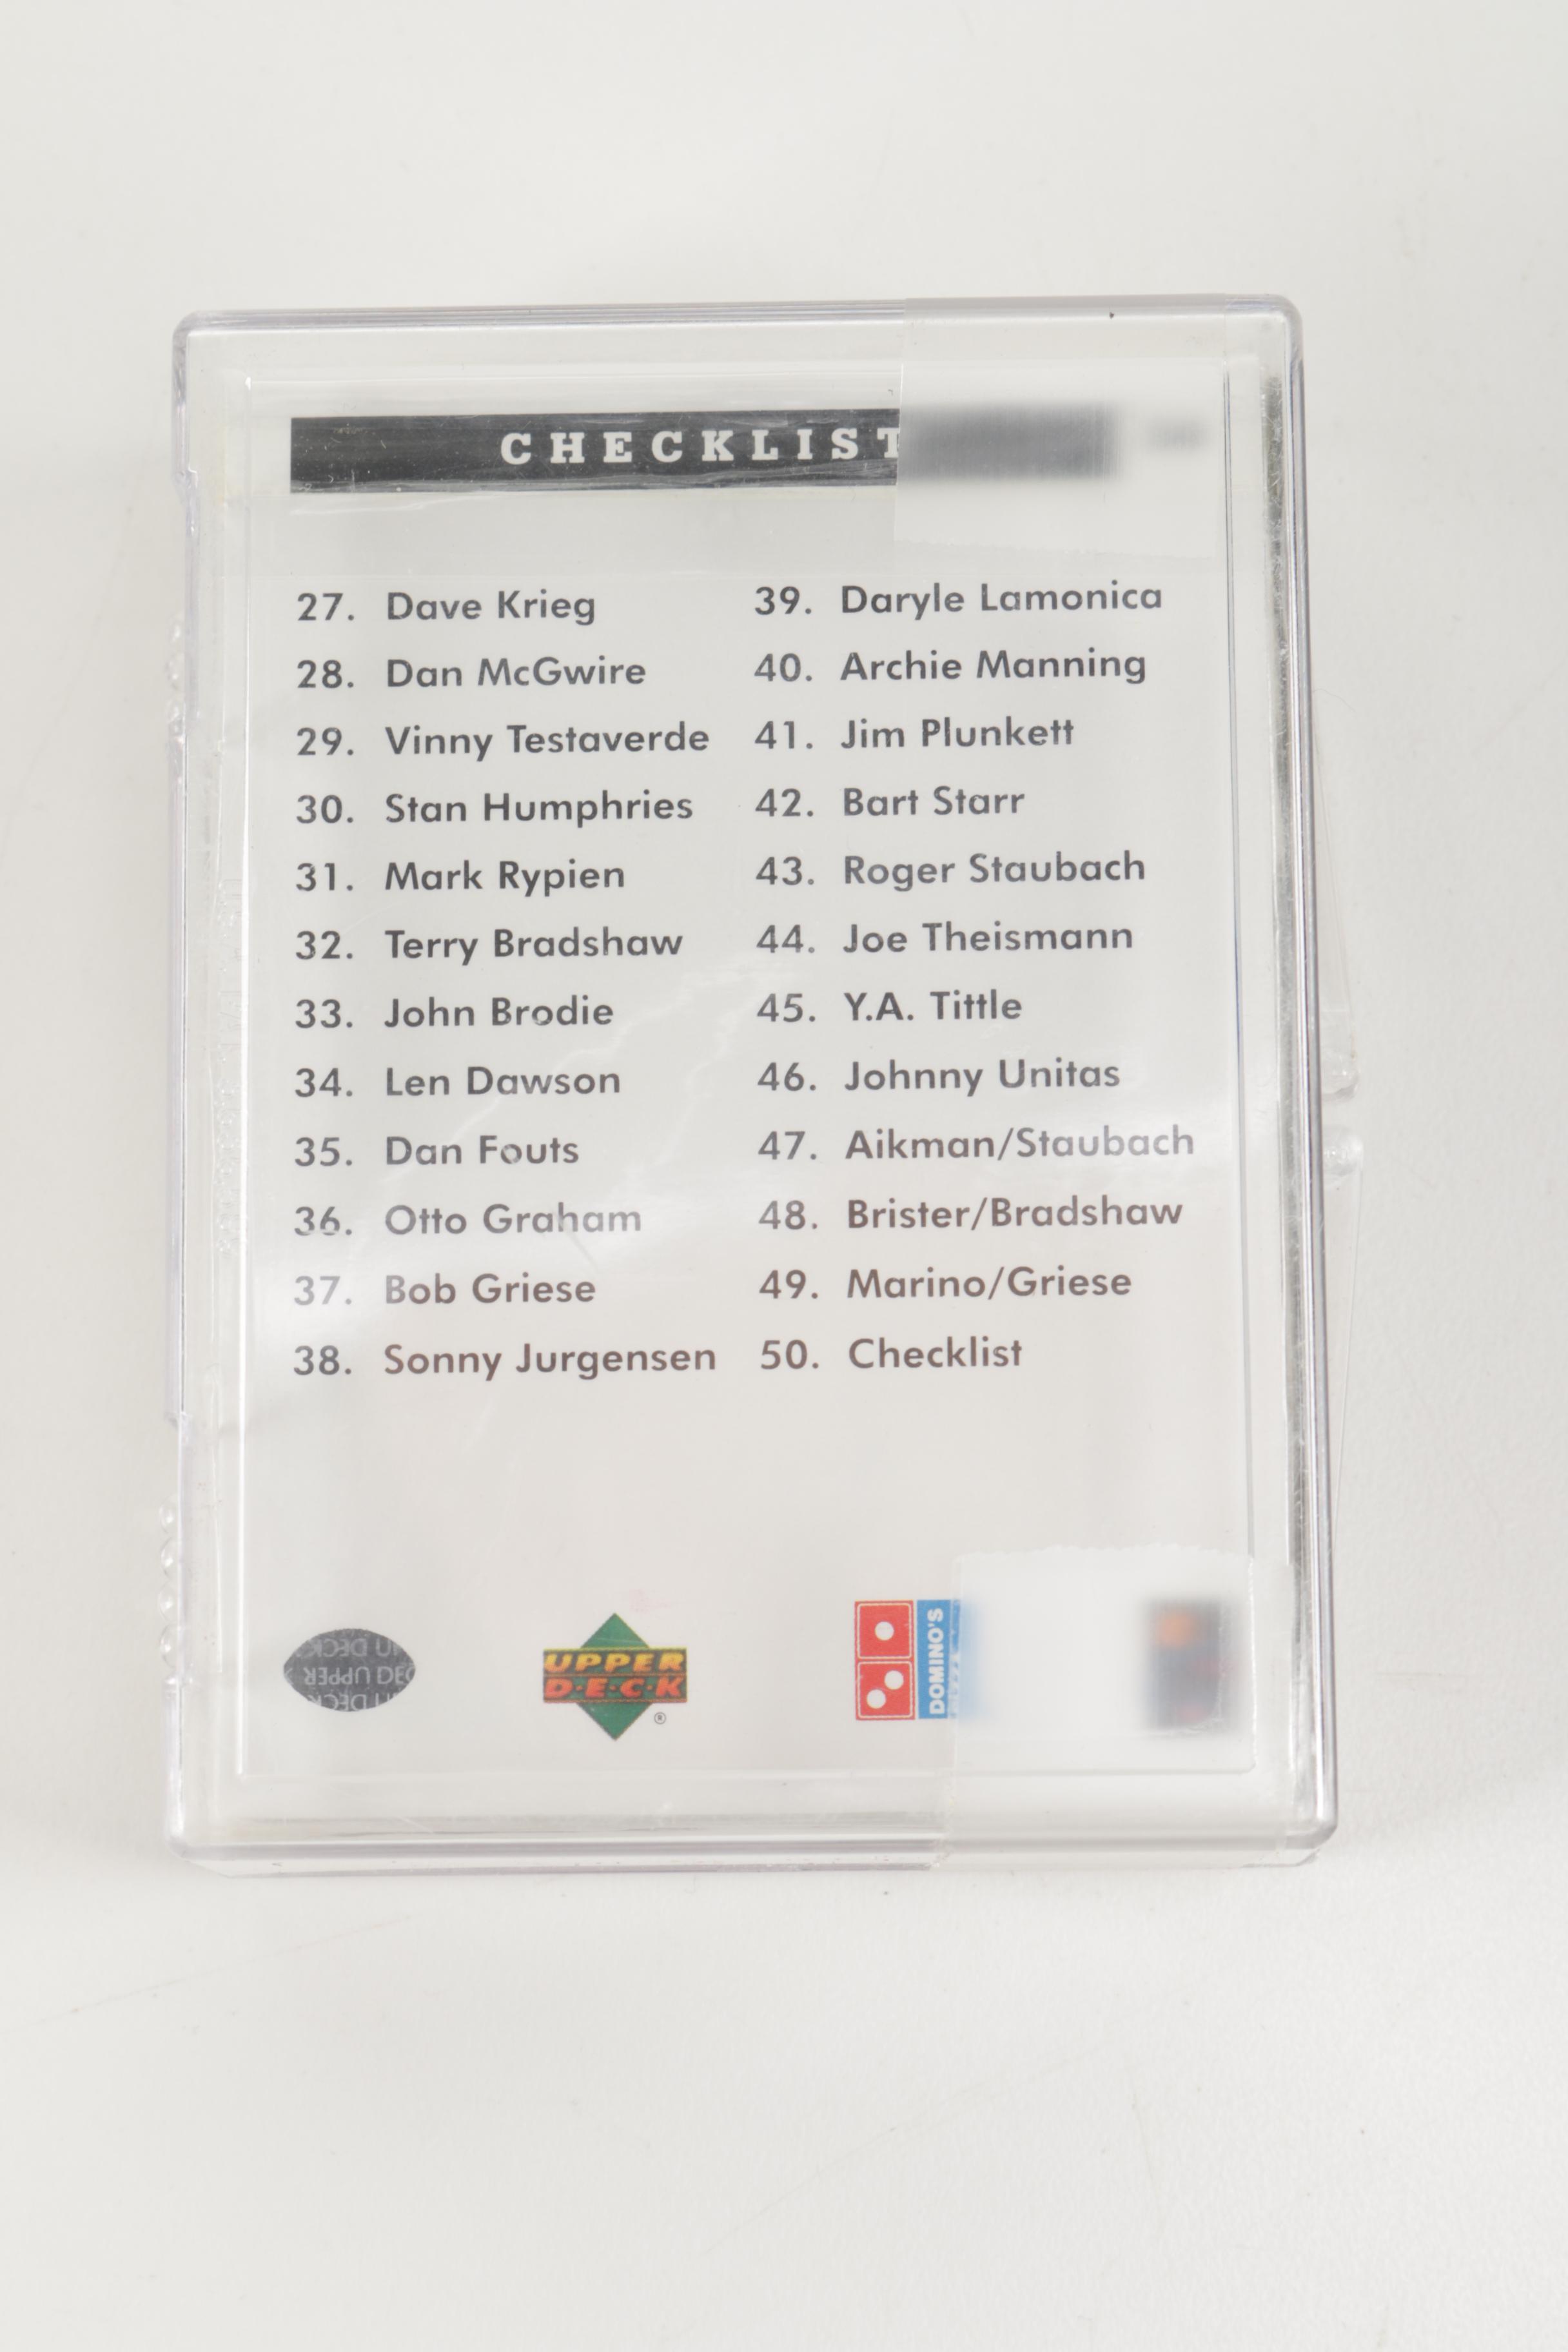 CHECKLIST
27. Dave Krieg
28. Dan McGwire
29. Vinny Testaverde
30. Stan Humphries
31. Mark Rypien
32. Terry Bradshaw
33. John Brodie
34. Len Dawson
35. Dan Fouts
36. Otto Graham
37. Bob Griese
38. Sonny Jurgensen
39. Daryle Lamonica
40. Archie Manning
41. Jim Plunkett
42. Bart Starr
43. Roger Staubach
44. Joe Theismann
45. Y.A. Tittle
46. Johnny Unitas
47. Aikman/Staubach
48. Brister/Bradshaw
49. Marino/Griese
50. Checklist
UPPER DEC
UPPER
D·E·C·K
®
DOMINO'S